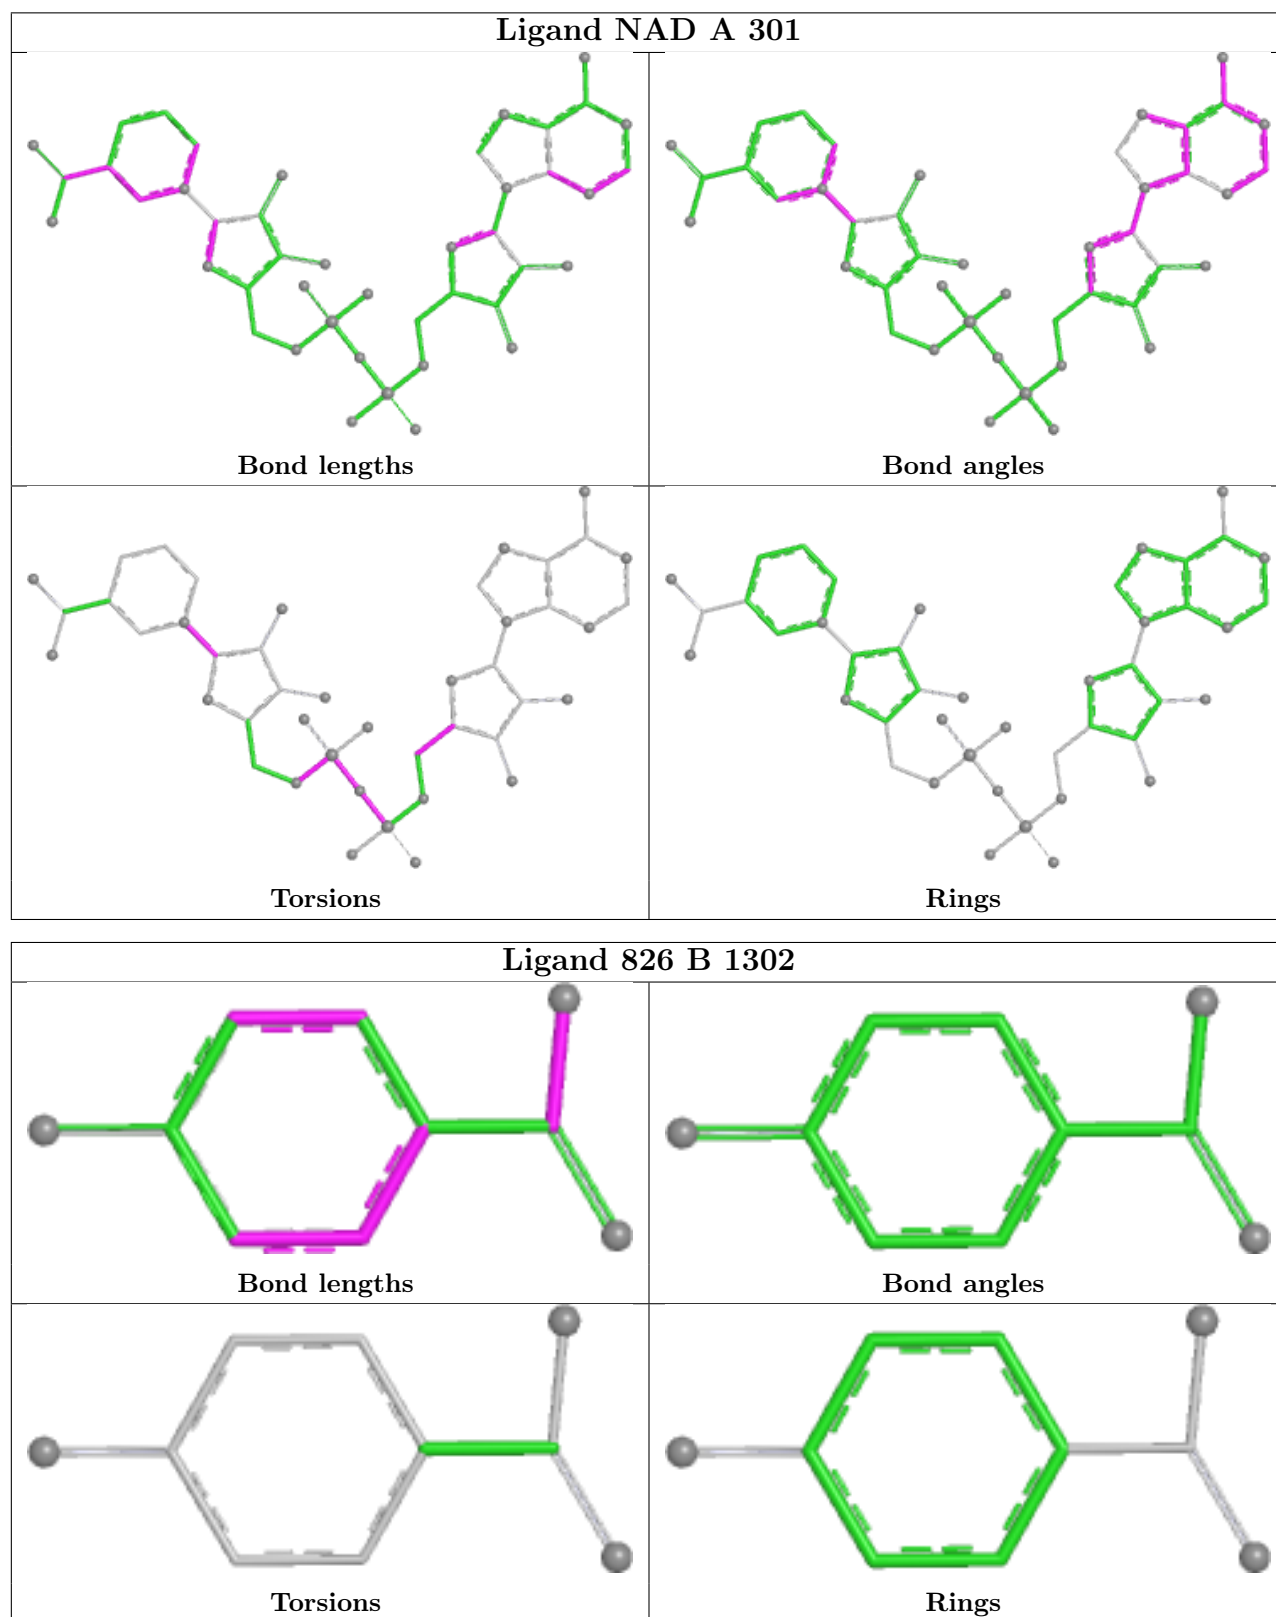 Ligand NAD A 301
Bond lengths
Bond angles
Torsions
Rings
Ligand 826 B 1302
Bond lengths
Bond angles
Torsions
Rings